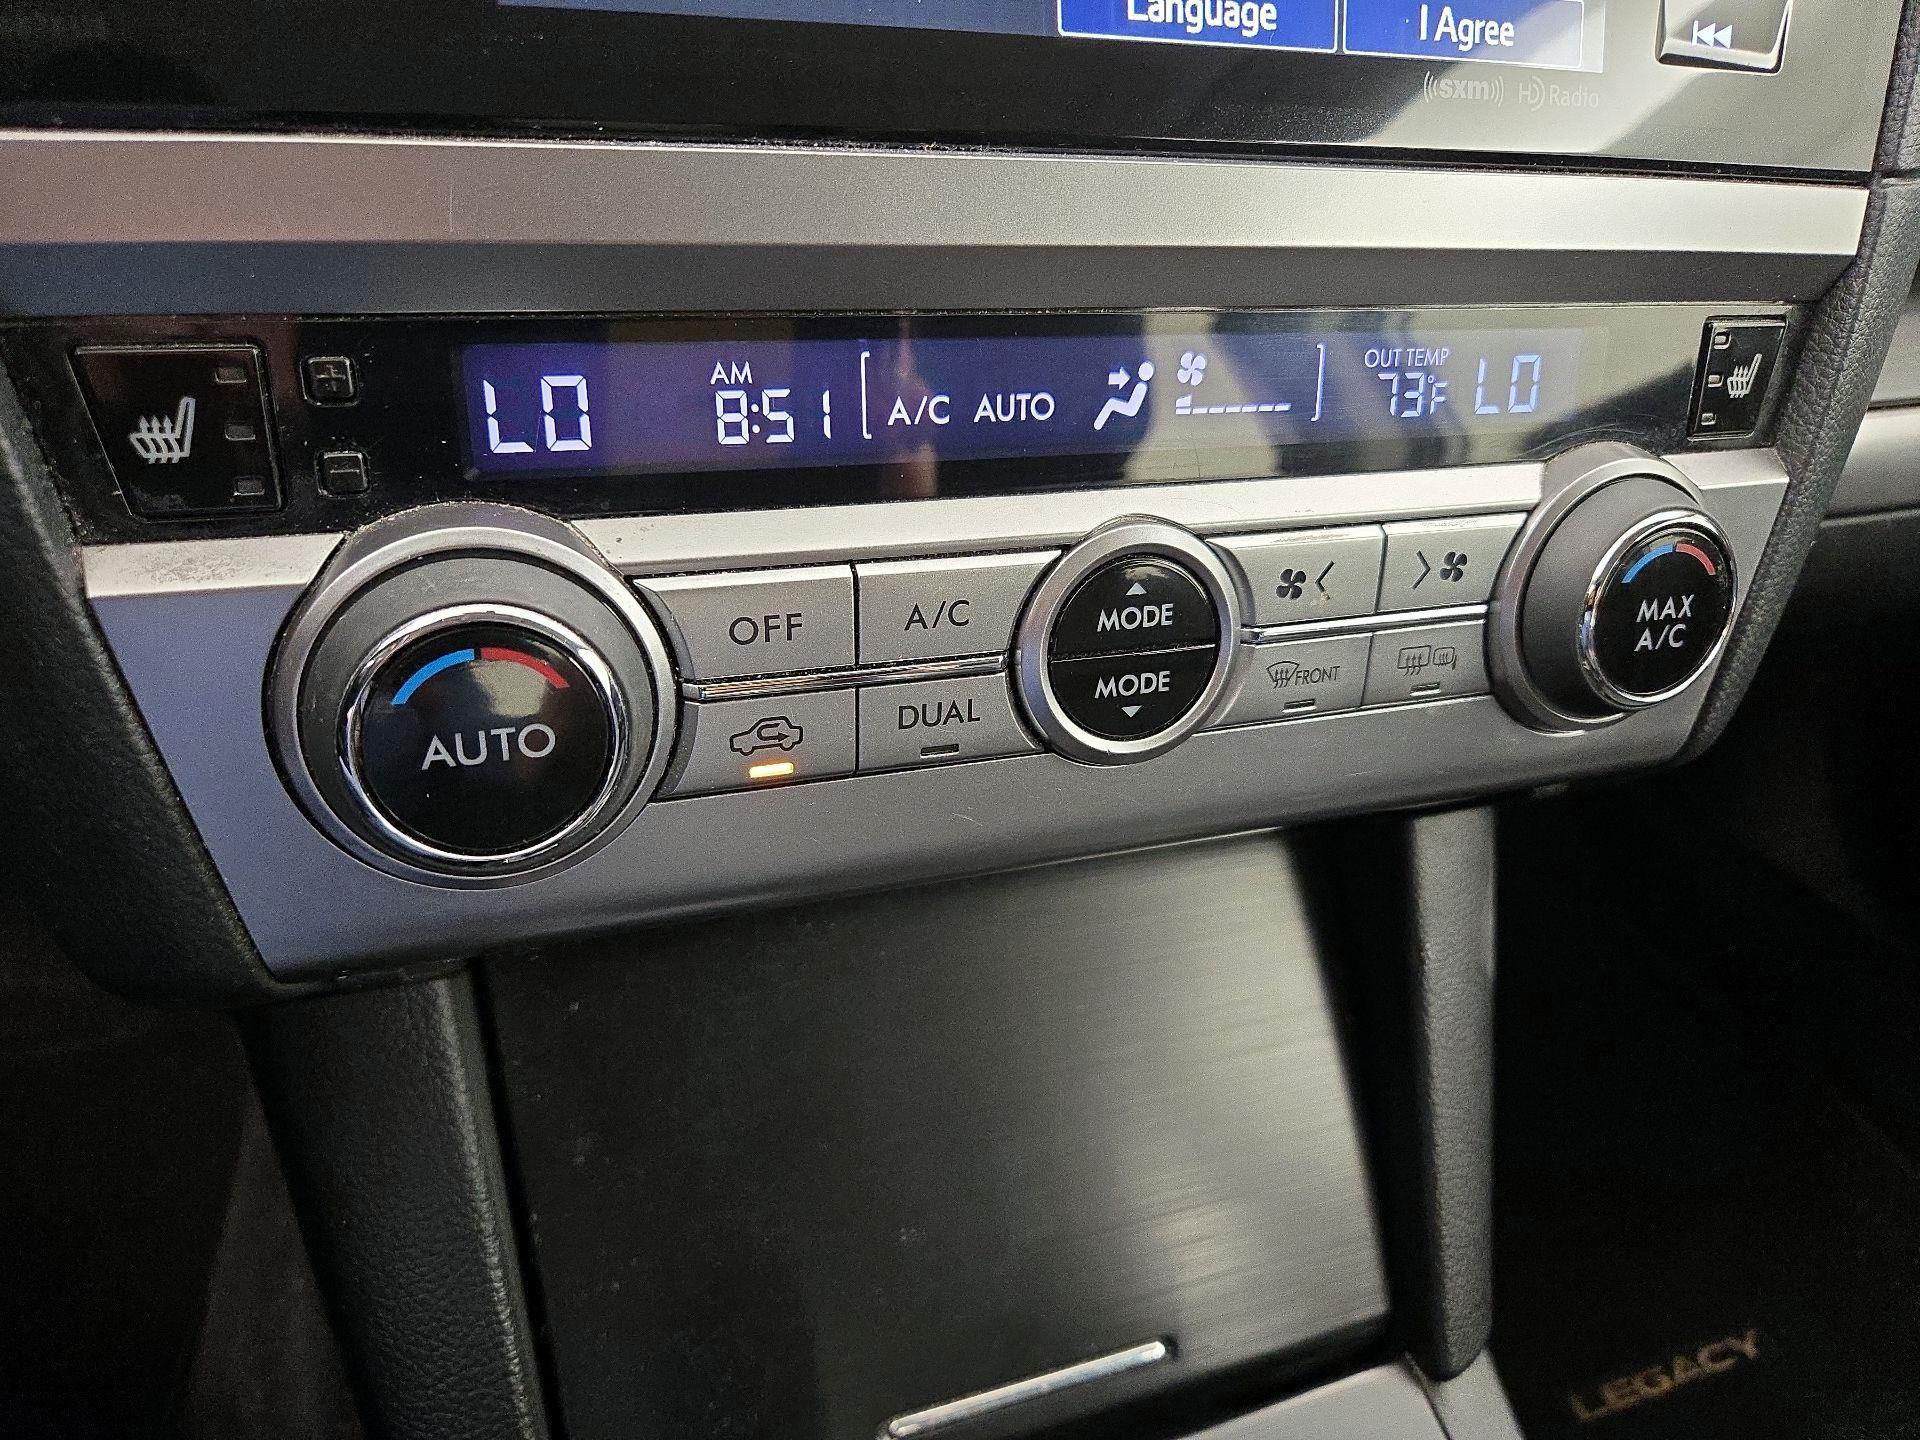 Language
I Agree
sxm
HD Radio
LO
AM
8:51
A/C AUTO
OUT TEMP
73°F
LO
OFF
A/C
MODE
MODE
AUTO
DUAL
FRONT
MAX
A/C
LEGACY